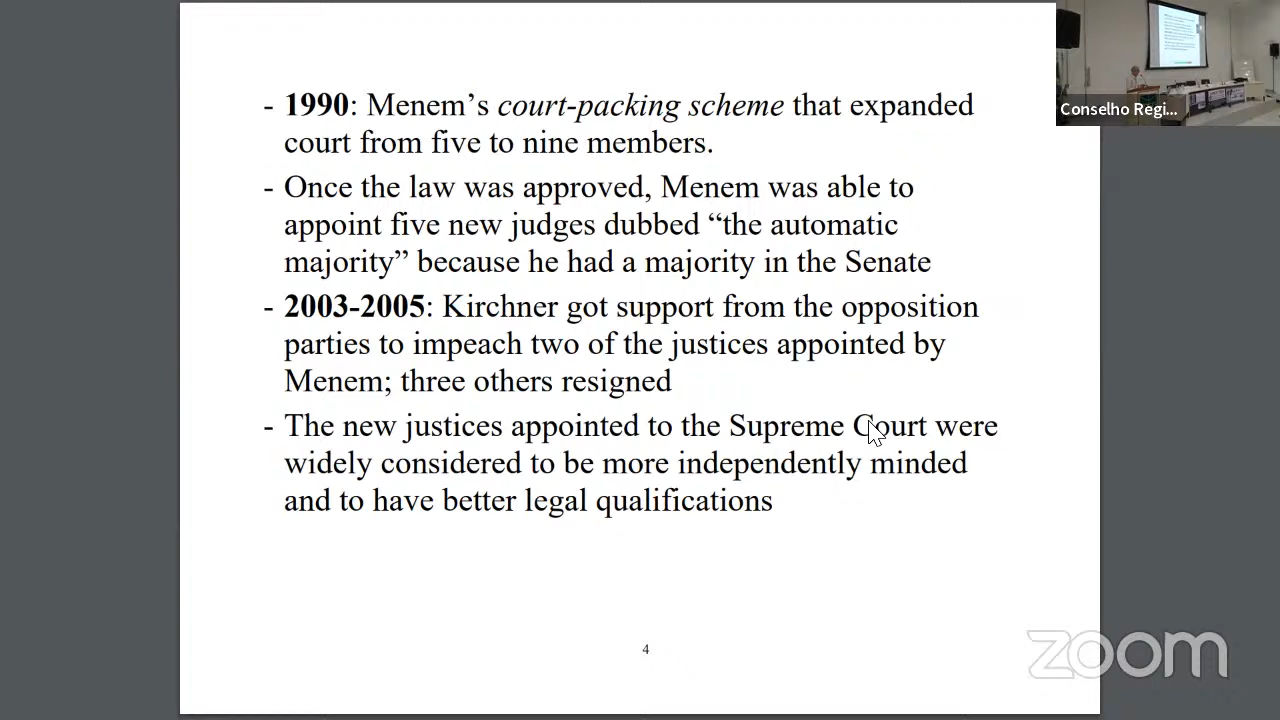 - 1990: Menem’s court-packing scheme that expanded
court from five to nine members.
- Once the law was approved, Menem was able to
appoint five new judges dubbed “the automatic
majority” because he had a majority in the Senate
- 2003-2005: Kirchner got support from the opposition
parties to impeach two of the justices appointed by
Menem; three others resigned
- The new justices appointed to the Supreme Court were
widely considered to be more independently minded
and to have better legal qualifications
4
Conselho Regi...
zoom